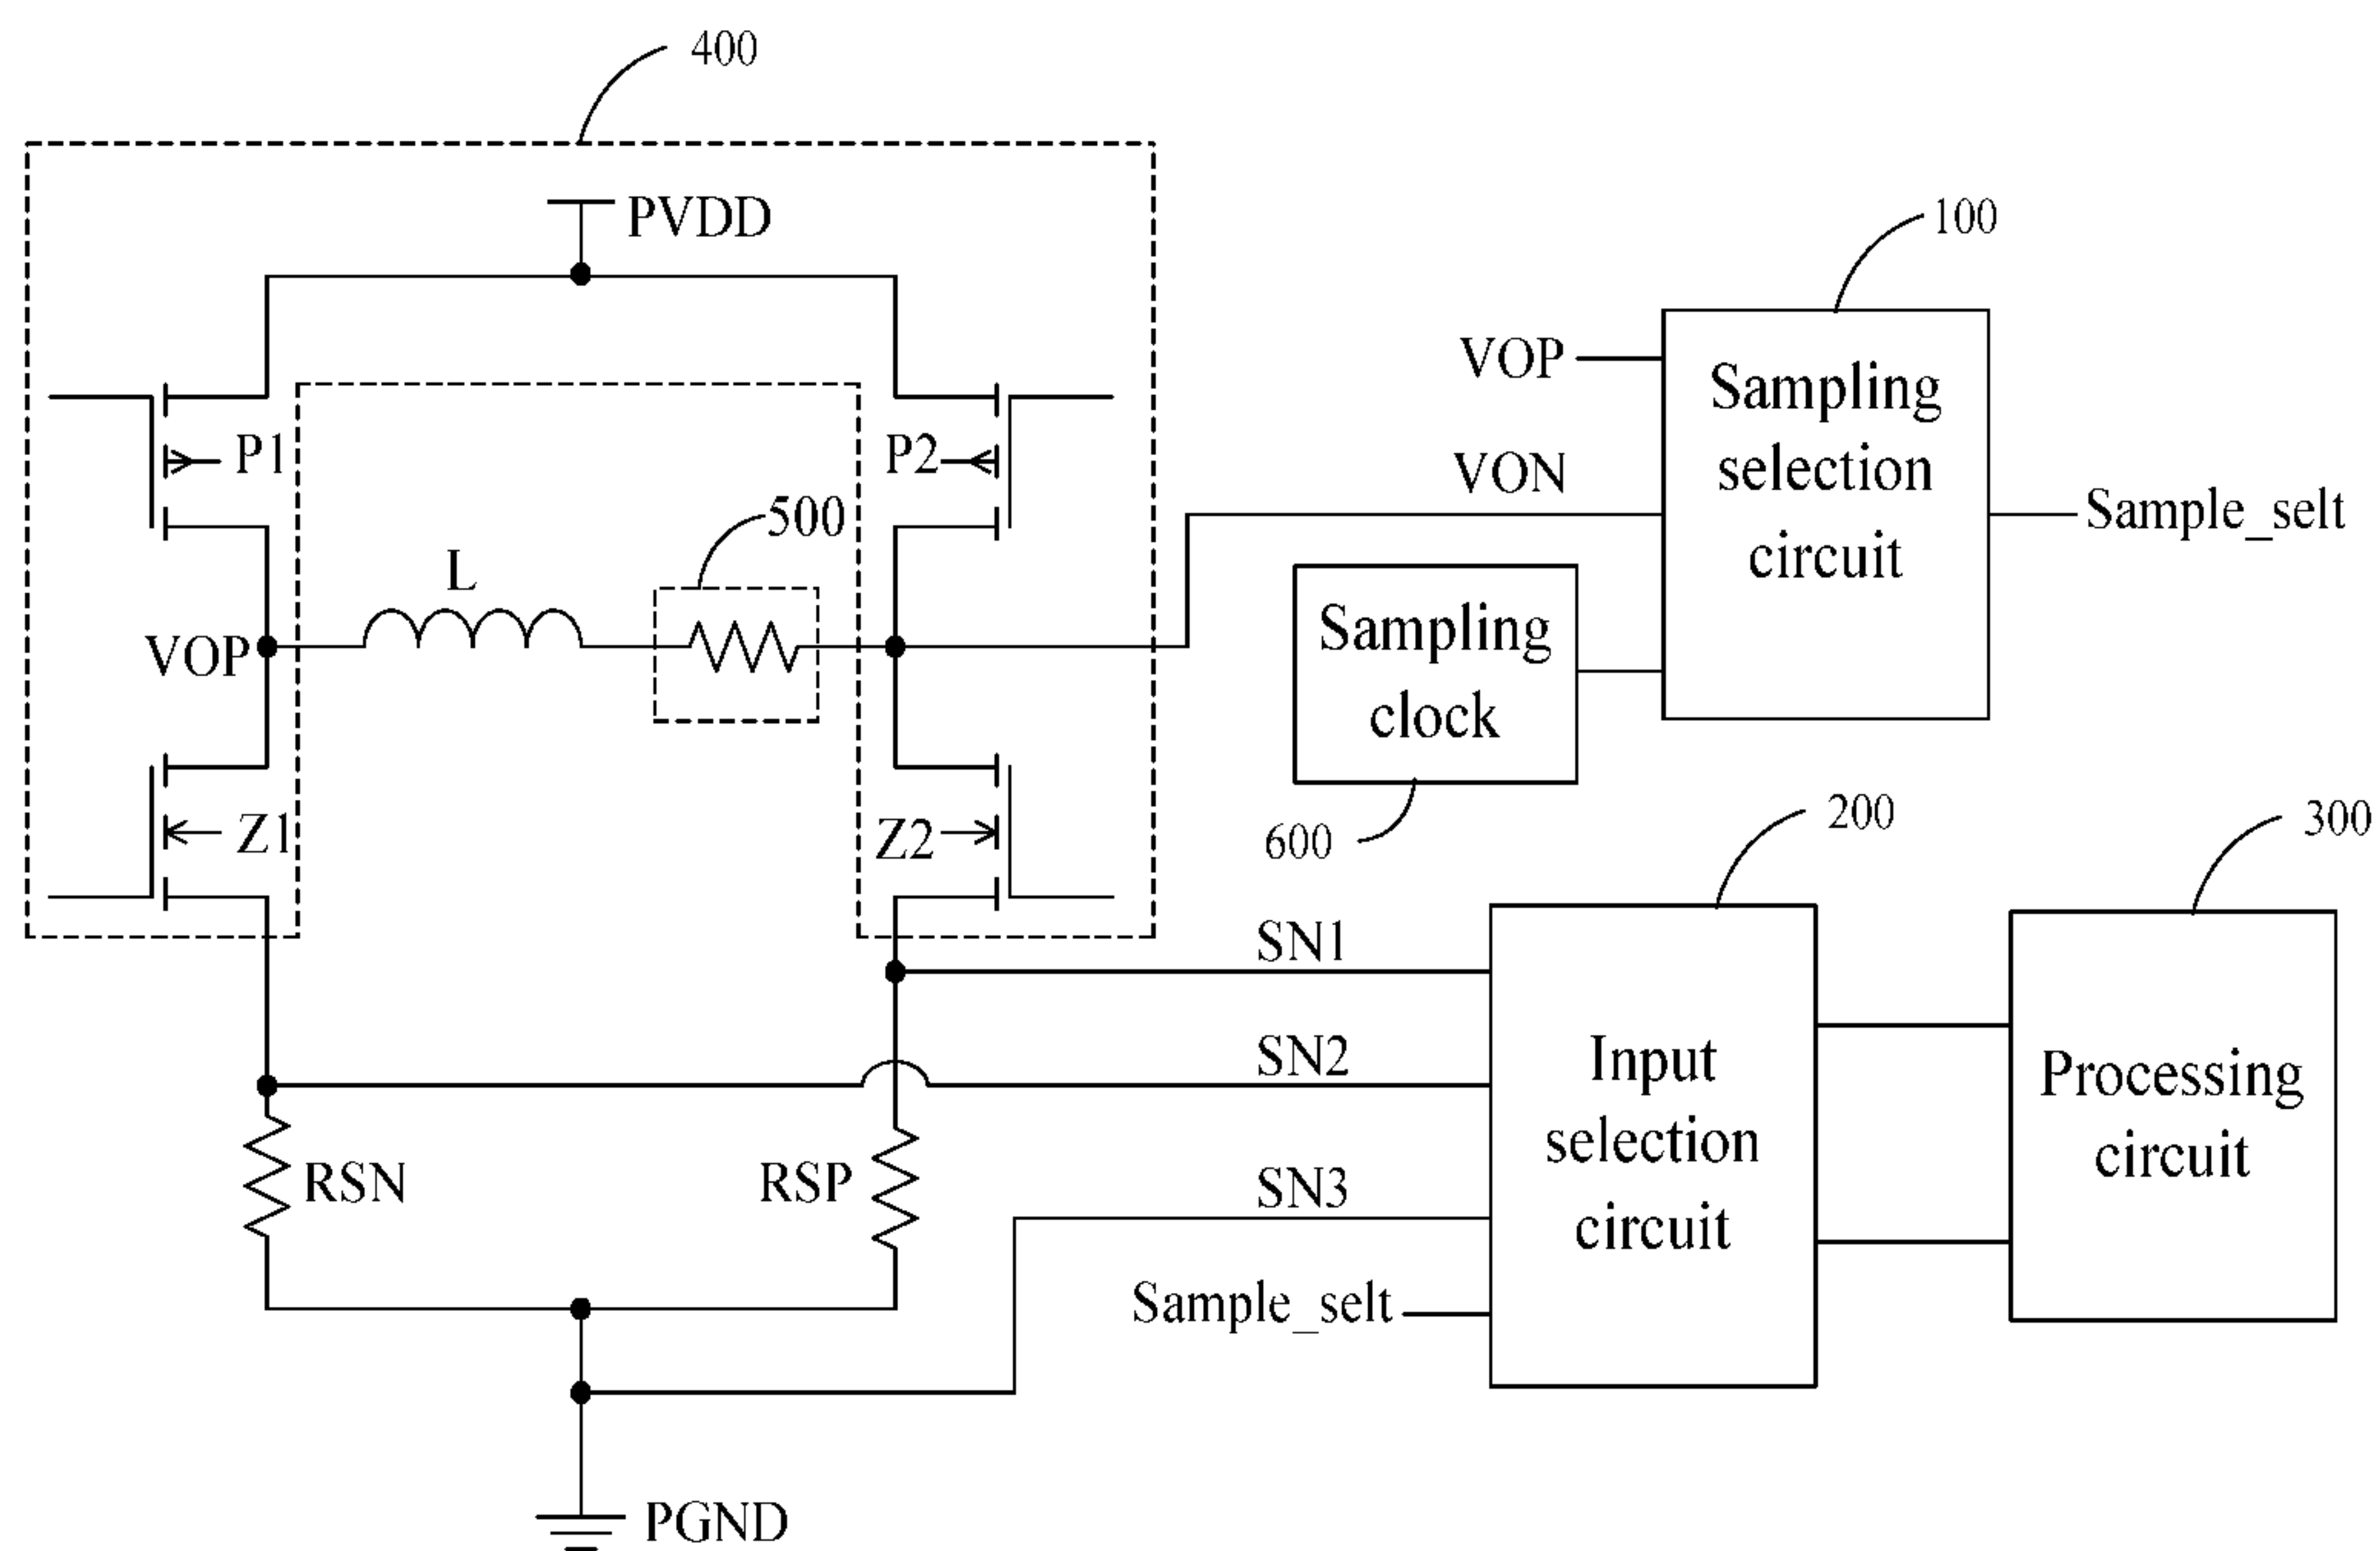 400
PVDD
100
VOP
Sampling
selection
circuit
P1
P2
VON
500
Sample_selt
L
VOP
Sampling
clock
Z1
Z2
600
200
300
SN1
SN2
Input
selection
circuit
Processing
circuit
RSN
RSP
SN3
Sample_selt
PGND